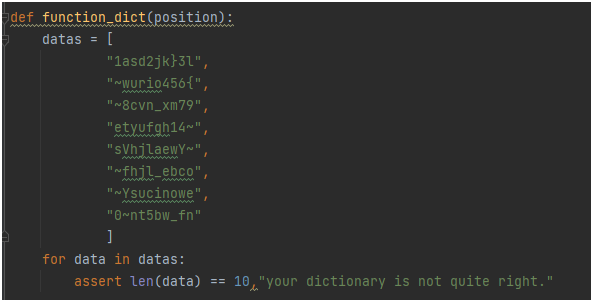 def function_dict(position):
    datas = [
            "1asd2jk}3l",
            "~wurio456{",
            "~8cvn_xm79",
            "etyufgh14~",
            "sVhjlaewY~",
            "~fhjl_ebco",
            "~Ysucinowe",
            "0~nt5bw_fn"
            ]
    for data in datas:
        assert len(data) == 10,"your dictionary is not quite right."